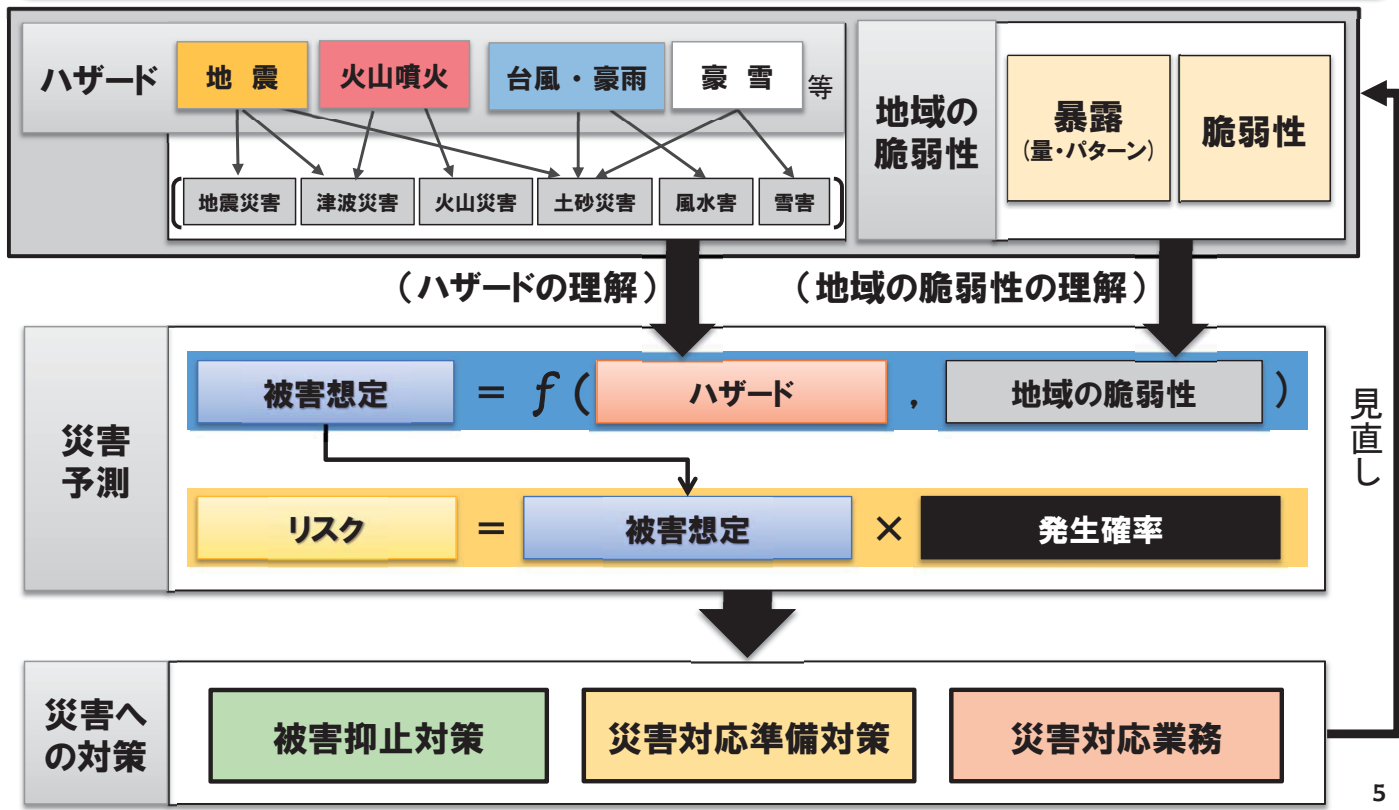 ハザード
地 震
火山噴火
台風・豪雨
豪 雪
等
地震災害
津波災害
火山災害
土砂災害
風水害
雪害
地域の
脆弱性
暴露
(量・パターン)
脆弱性
(ハザードの理解)
(地域の脆弱性の理解)
災害
予測
被害想定 = f ( ハザード , 地域の脆弱性 )
リスク = 被害想定 × 発生確率
見直し
災害へ
の対策
被害抑止対策
災害対応準備対策
災害対応業務
5